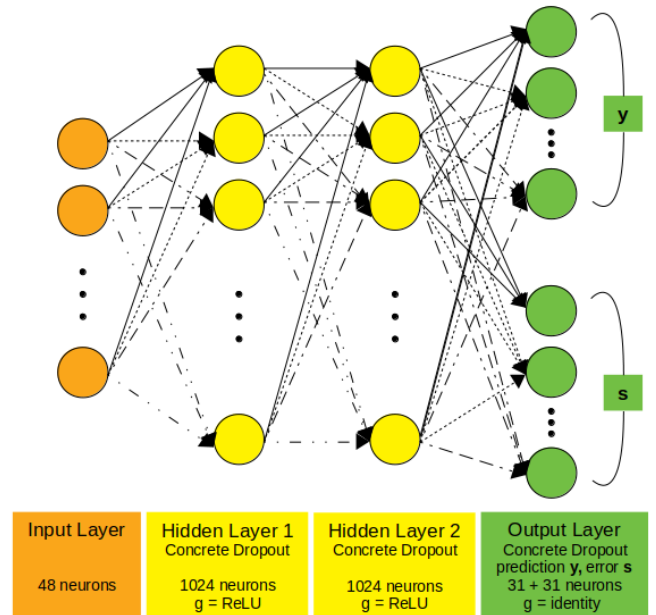 y
s
Input Layer
48 neurons
Hidden Layer 1
Concrete Dropout
1024 neurons
g = ReLU
Hidden Layer 2
Concrete Dropout
1024 neurons
g = ReLU
Output Layer
Concrete Dropout
prediction y, error s
31 + 31 neurons
g = identity